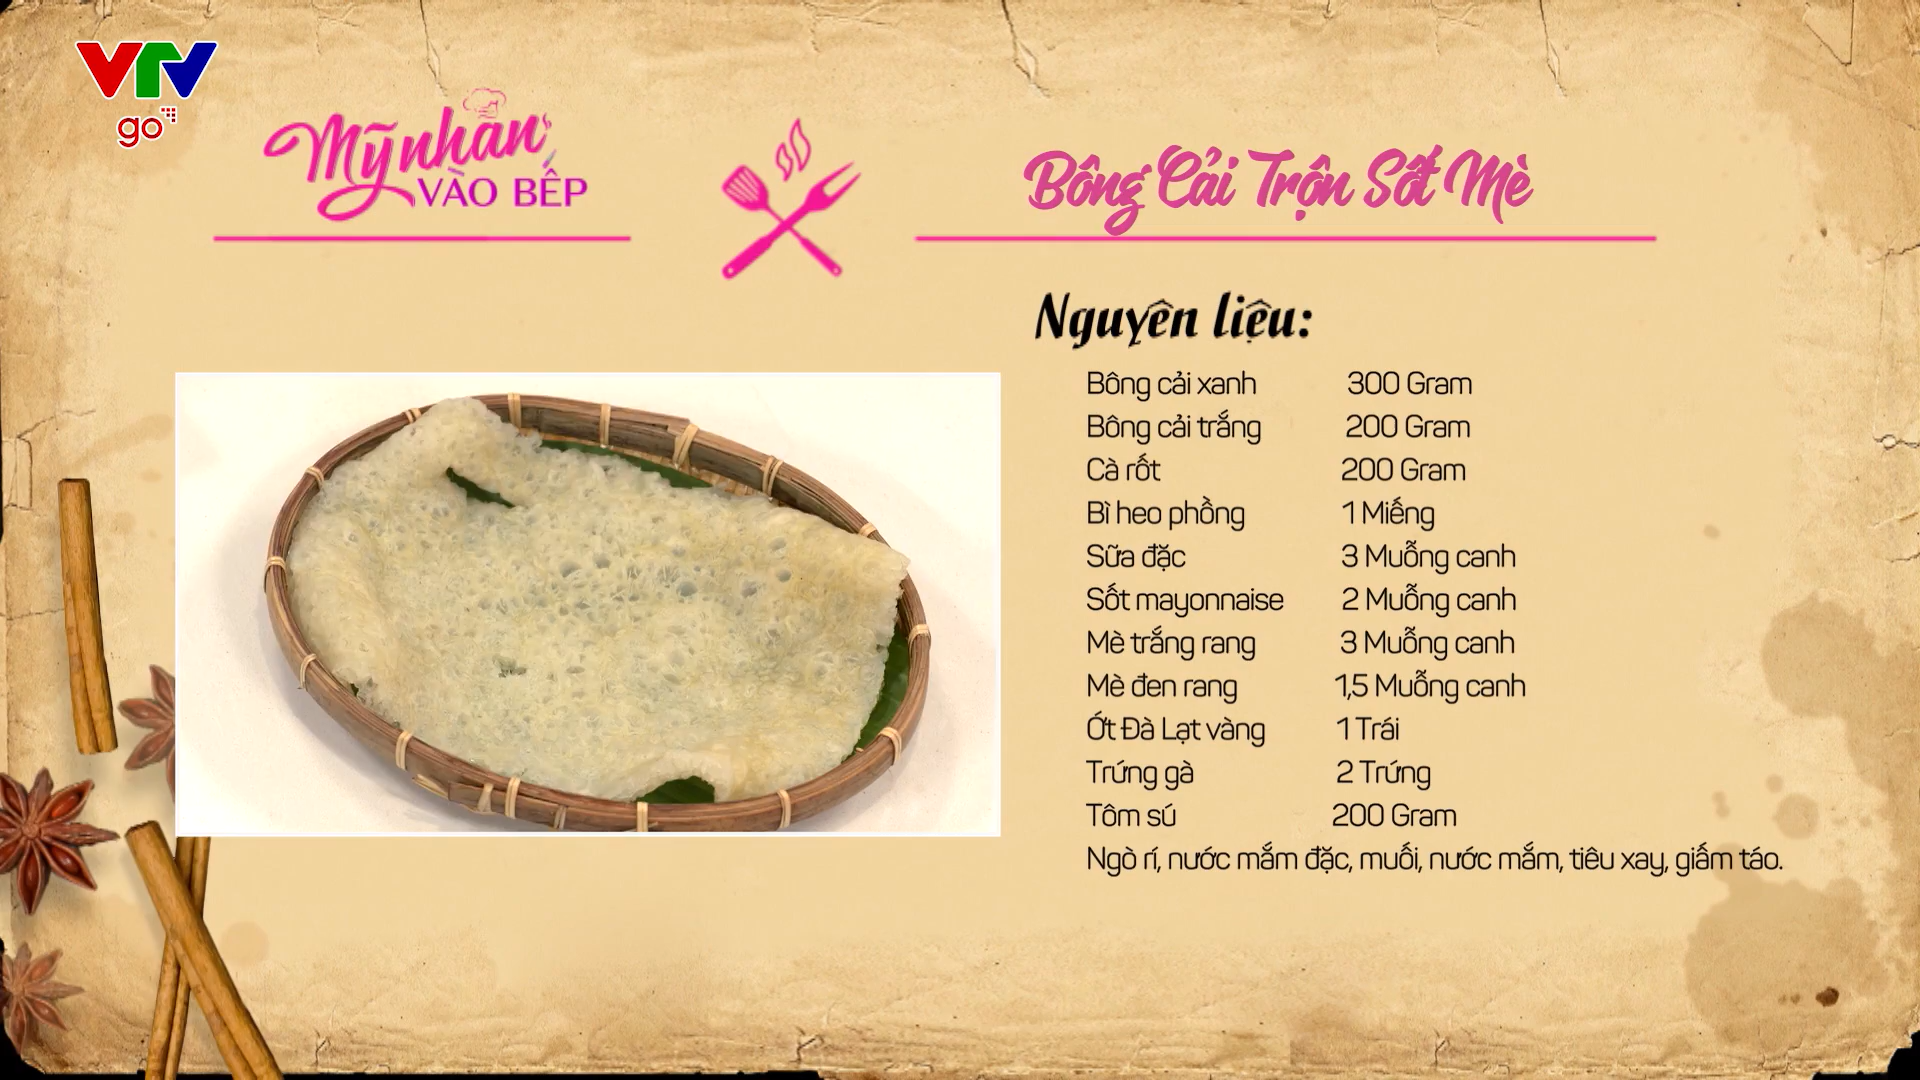 VTV
go
Mỹ nhân
VÀO BẾP
Bông Cải Trộn Sốt Mè
Nguyên liệu:
Bông cải xanh 300 Gram
Bông cải trắng 200 Gram
Cà rốt 200 Gram
Bì heo phồng 1 Miếng
Sữa đặc 3 Muỗng canh
Sốt mayonnaise 2 Muỗng canh
Mè trắng rang 3 Muỗng canh
Mè đen rang 1,5 Muỗng canh
Ớt Đà Lạt vàng 1 Trái
Trứng gà 2 Trứng
Tôm sú 200 Gram
Ngò rí, nước mắm đặc, muối, nước mắm, tiêu xay, giấm táo.